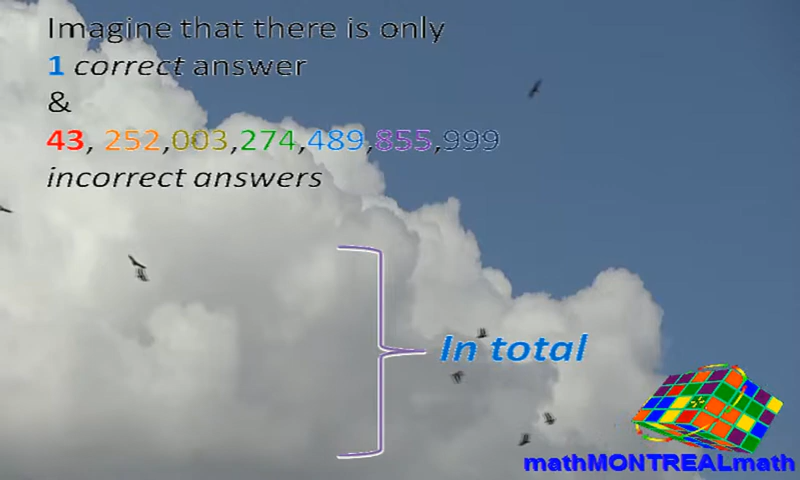 Imagine that there is only
1 correct answer
&
43, 252,003,274,489,855,999
incorrect answers
In total
mathMONTREALmath